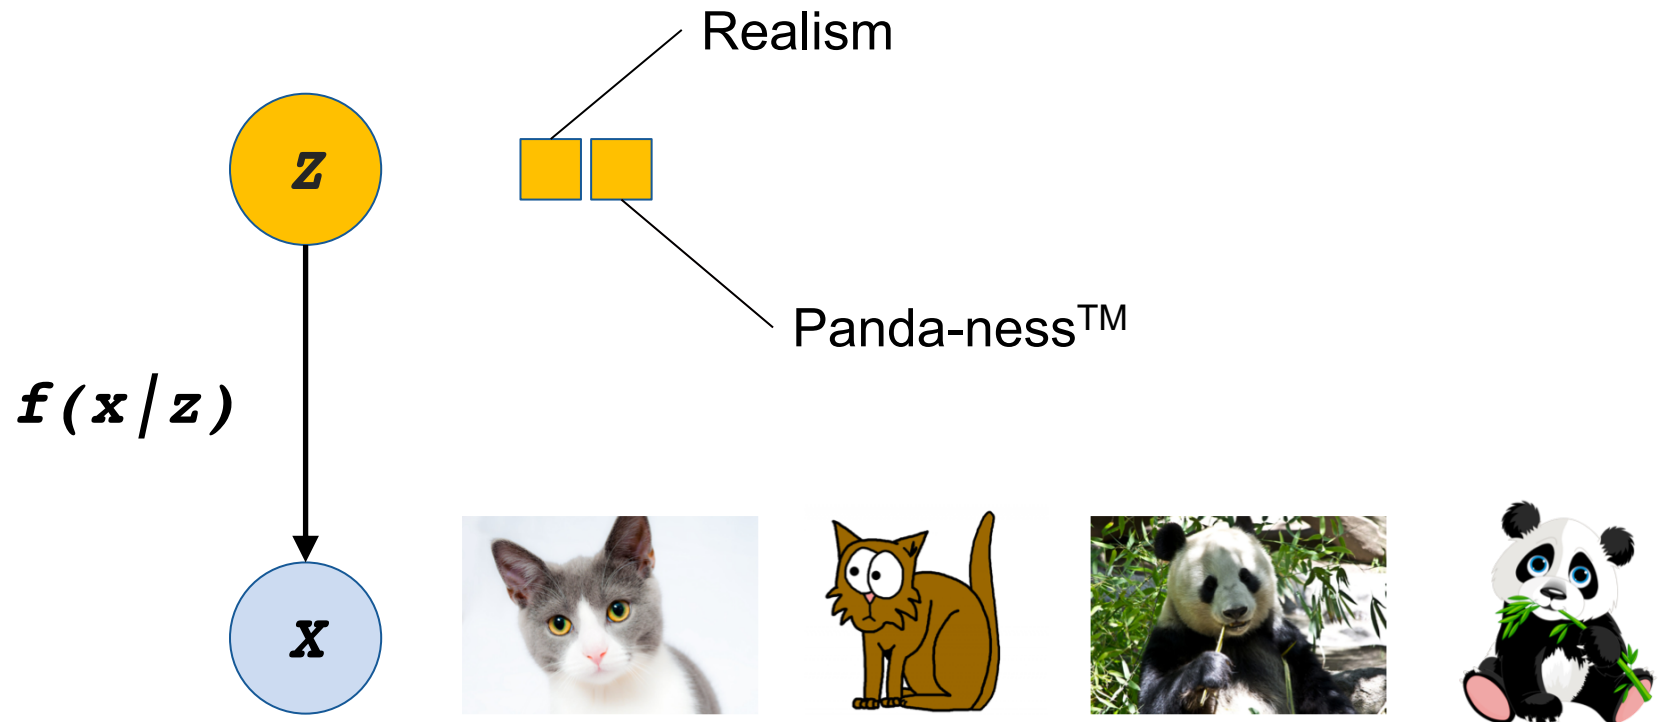 Realism
z
Panda-ness™
f(x|z)
x